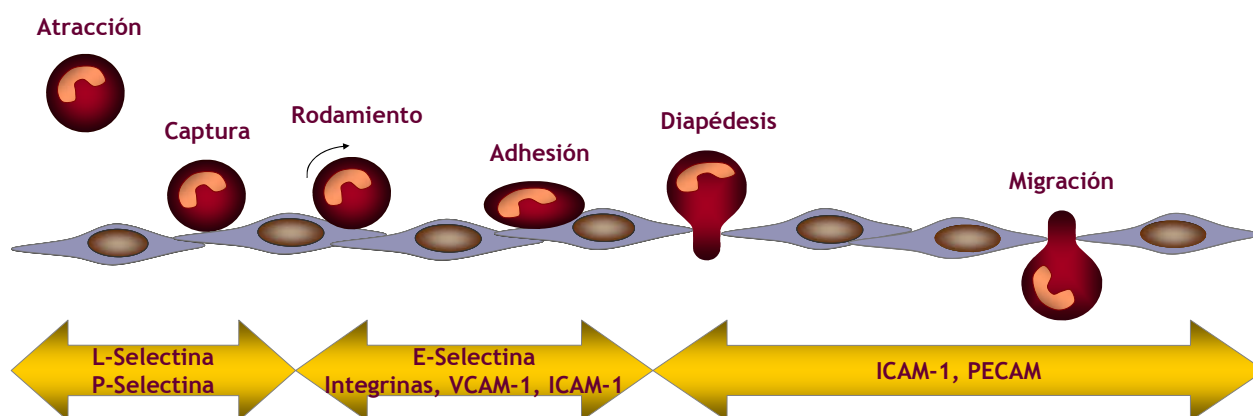 Atracción
Captura
Rodamiento
Adhesión
Diapédesis
Migración
L-Selectina
P-Selectina
E-Selectina
Integrinas, VCAM-1, ICAM-1
ICAM-1, PECAM